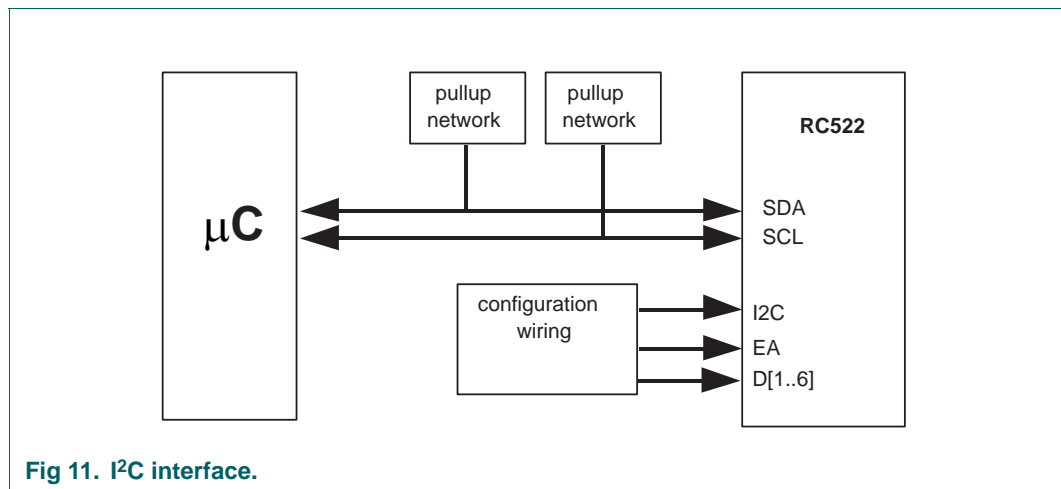 pullup
network
pullup
network
RC522
μC
SDA
SCL
configuration
wiring
I2C
EA
D[1..6]
Fig 11. I²C interface.